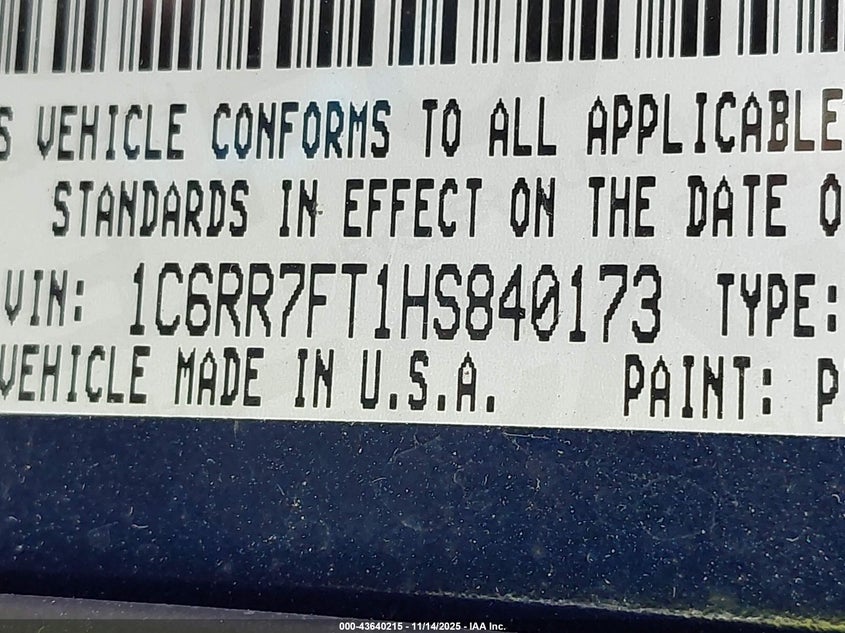 S VEHICLE CONFORMS TO ALL APPLICABLE
STANDARDS IN EFFECT ON THE DATE O
VIN: 1C6RR7FT1HS840173 TYPE:
VEHICLE MADE IN U.S.A. PAINT: P
000-43640215 - 11/14/2025 - IAA Inc.